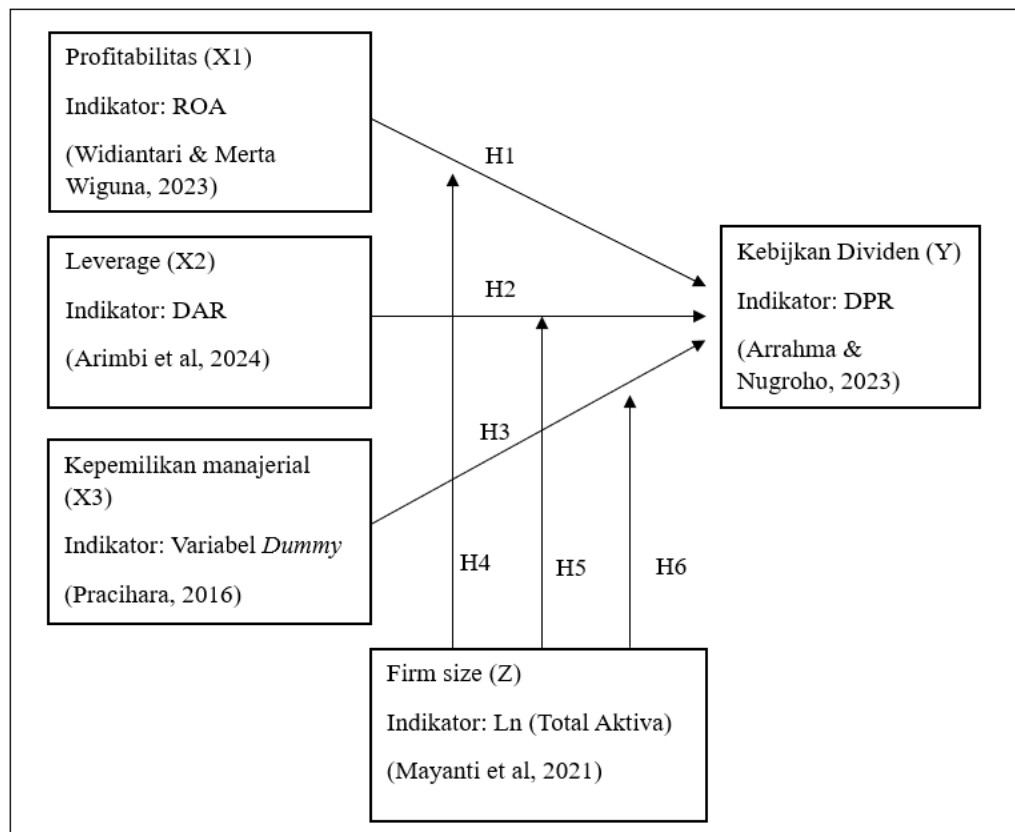 Profitabilitas (X1)
Indikator: ROA
(Widiantari & Merta
Wiguna, 2023)
H1
Leverage (X2)
Indikator: DAR
(Arimbi et al, 2024)
H2
Kebijkan Dividen (Y)
Indikator: DPR
(Arrahma &
Nugroho, 2023)
Kepemilikan manajerial
(X3)
Indikator: Variabel Dummy
(Pracihara, 2016)
H3
H4
H5
H6
Firm size (Z)
Indikator: Ln (Total Aktiva)
(Mayanti et al, 2021)